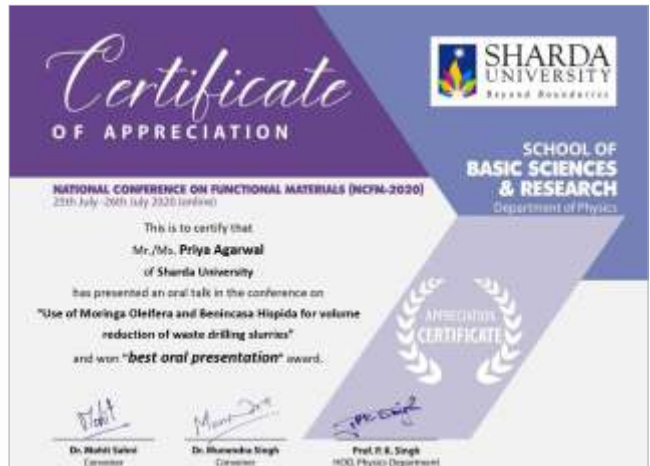 Certificate
OF APPRECIATION
SHARDA
UNIVERSITY
Beyond Boundaries
SCHOOL OF
BASIC SCIENCES
& RESEARCH
Department of Physics
NATIONAL CONFERENCE ON FUNCTIONAL MATERIALS (NCFM-2020)
25th July -26th July 2020 (online)
This is to certify that
Mr./Ms. Priya Agarwal
of Sharda University
has presented an oral talk in the conference on
"Use of Moringa Oleifera and Benincasa Hispida for volume
reduction of waste drilling slurries"
and won "best oral presentation" award.
APPRECIATION
CERTIFICATE
Mohit
Dr. Mohit Sahni
Dr. Munendra Singh
Prof. P. K. Singh
Convener
Convener
HOD, Physics Department